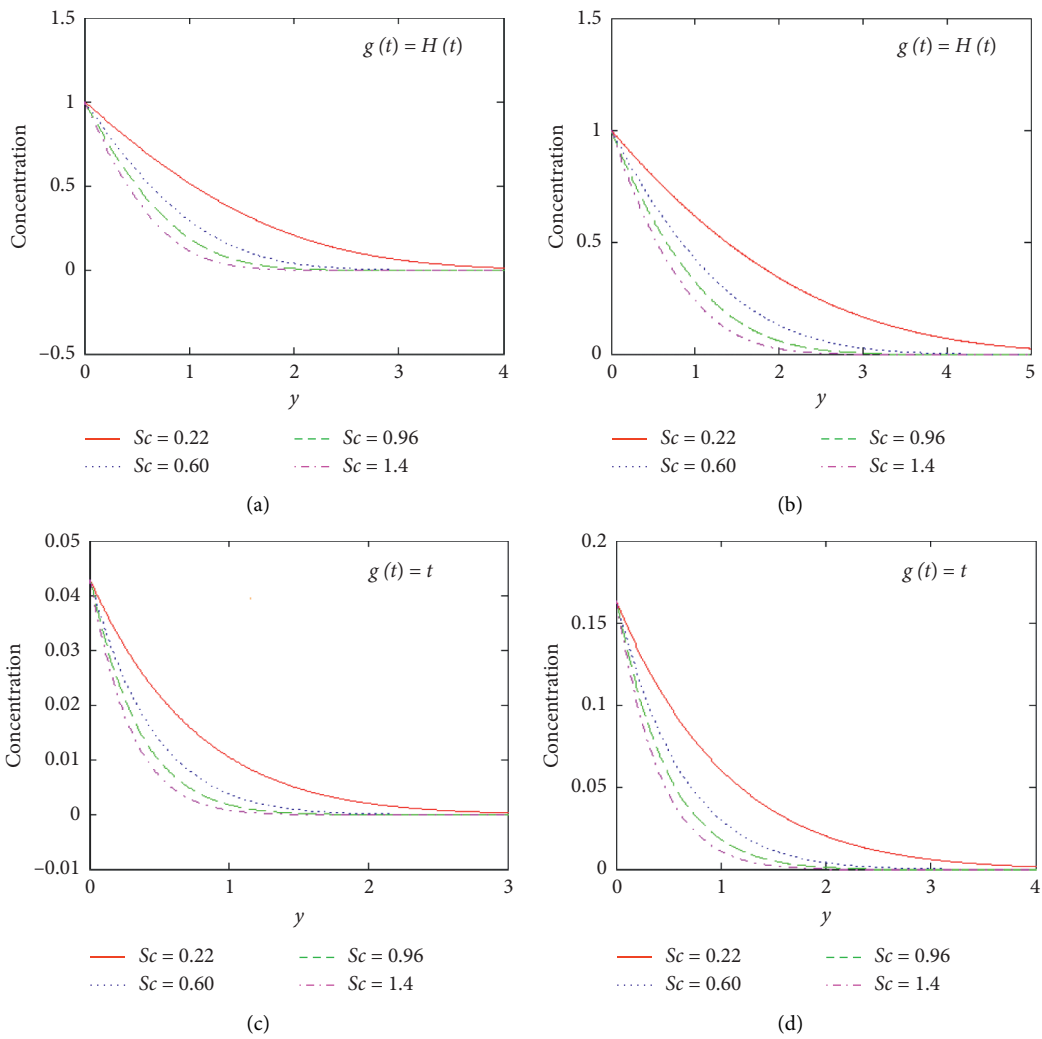 1.5
g (t) = H (t)
1
Concentration
0.5
0
−0.5
0 1 2 3 4
y
Sc = 0.22 Sc = 0.96
Sc = 0.60 Sc = 1.4
(a)
1.5
g (t) = H (t)
1
Concentration
0.5
0
0 1 2 3 4 5
y
Sc = 0.22 Sc = 0.96
Sc = 0.60 Sc = 1.4
(b)
0.05
g (t) = t
0.04
0.03
Concentration
0.02
0.01
0
−0.01
0 1 2 3
y
Sc = 0.22 Sc = 0.96
Sc = 0.60 Sc = 1.4
(c)
0.2
g (t) = t
0.15
Concentration
0.1
0.05
0
0 1 2 3 4
y
Sc = 0.22 Sc = 0.96
Sc = 0.60 Sc = 1.4
(d)